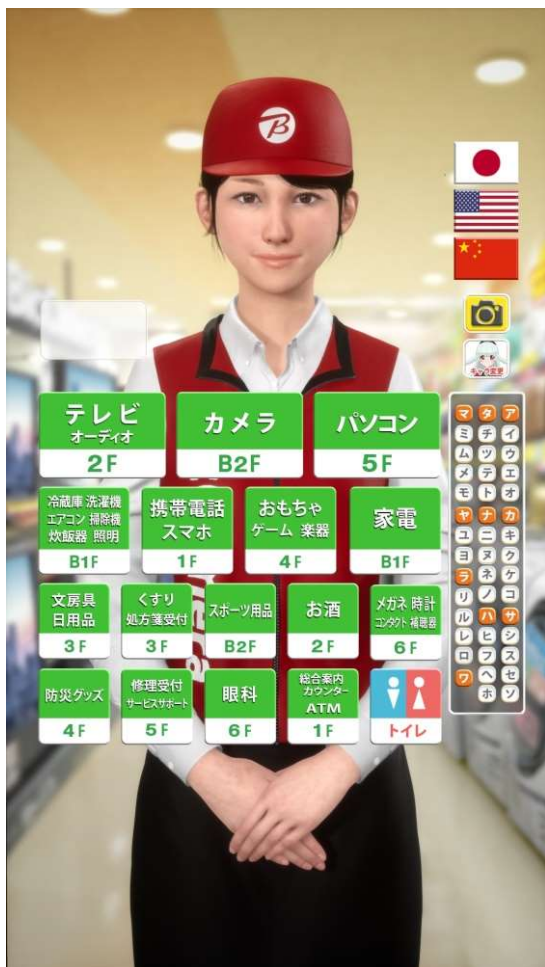 B
キャラ変更
テレビ
オーディオ
2F
カメラ
B2F
パソコン
5F
冷蔵庫 洗濯機
エアコン 掃除機
炊飯器 照明
B1F
携帯電話
スマホ
1F
おもちゃ
ゲーム 楽器
4F
家電
B1F
文房具
日用品
3F
くすり
処方箋受付
3F
スポーツ用品
B2F
お酒
2F
メガネ 時計
コンタクト 補聴器
6F
防災グッズ
4F
修理受付
サービスサポート
5F
眼科
6F
総合案内
カウンター
ATM
1F
トイレ
マ タ ア
ミ チ イ
ム ツ ウ
メ テ エ
モ ト オ
ヤ ナ カ
ユ ニ キ
ヨ ヌ ク
ラ ネ ケ
リ ノ コ
ル ハ サ
レ ヒ シ
ロ フ ス
ワ ヘ セ
ホ ソ